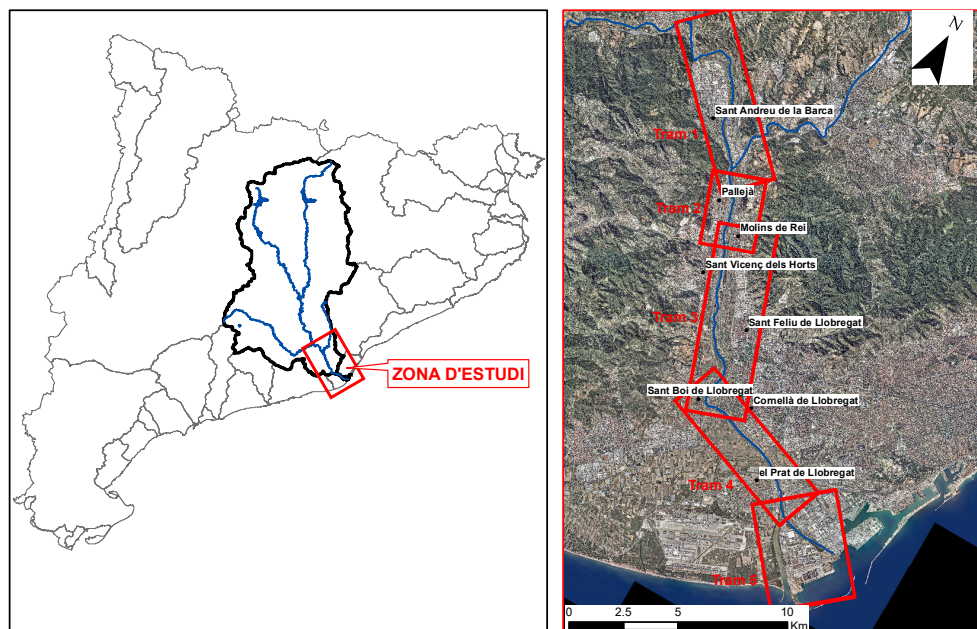 ZONA D'ESTUDI
N
Sant Andreu de la Barca
Tram 1
Pallejà
Tram 2
Molins de Rei
Sant Vicenç dels Horts
Tram 3
Sant Feliu de Llobregat
Sant Boi de Llobregat
Cornellà de Llobregat
el Prat de Llobregat
Tram 4
Tram 5
0 2.5 5 10
Km